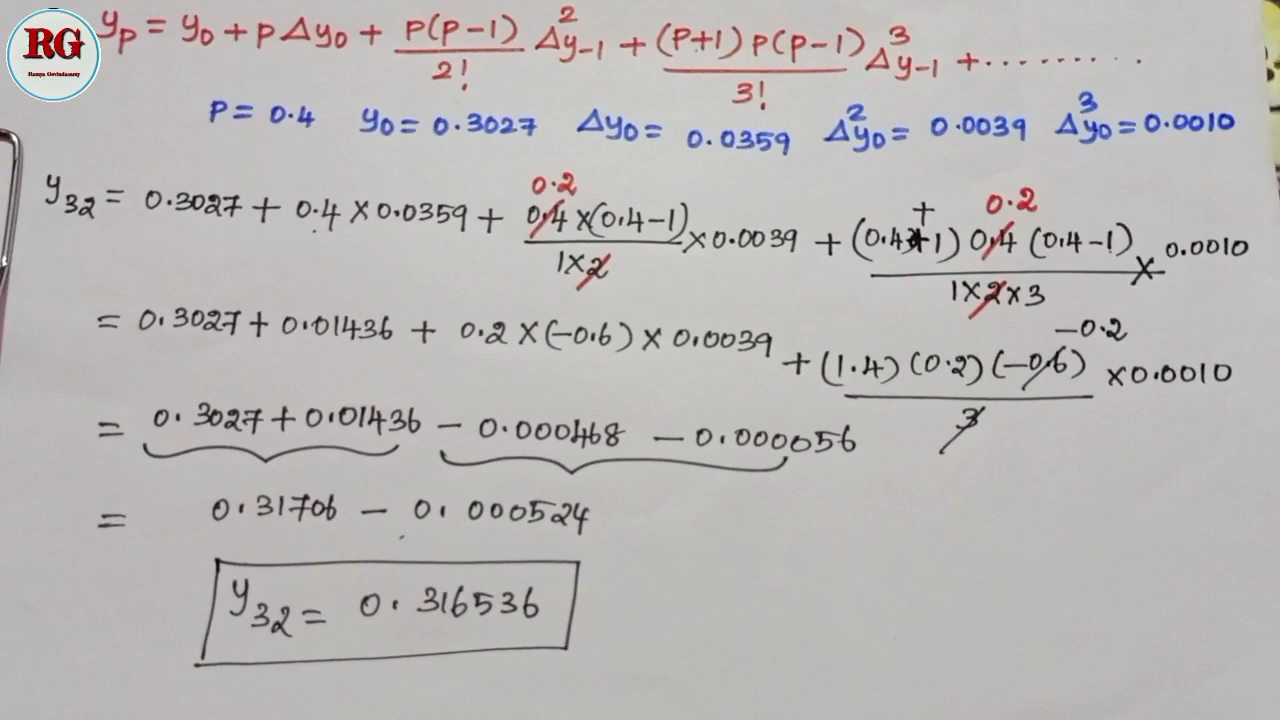 RG
Ramya Govindasamy
yp = y0 + pΔy0 + p(p-1)/2! Δ²y-1 + (p+1)p(p-1)/3! Δ³y-1 + .........
P = 0.4 y0 = 0.3027 Δy0 = 0.0359 Δ²y0 = 0.0039 Δ³y0 = 0.0010
0.2 + 0.2
y32 = 0.3027 + 0.4 × 0.0359 + 0.4 × (0.4-1)/1×2 × 0.0039 + (0.4+1) 0.4 (0.4-1)/1×2×3 × 0.0010
-0.2
= 0.3027 + 0.01436 + 0.2 × (-0.6) × 0.0039 + (1.4) (0.2) (-0.6)/3 × 0.0010
= 0.3027 + 0.01436 - 0.000468 - 0.000056
= 0.31706 - 0.000524
y32 = 0.316536